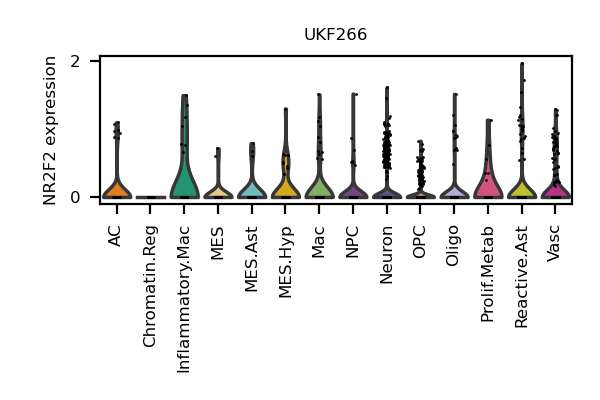 UKF266
NR2F2 expression
2
0
AC
Chromatin.Reg
Inflammatory.Mac
MES
MES.Ast
MES.Hyp
Mac
NPC
Neuron
OPC
Oligo
Prolif.Metab
Reactive.Ast
Vasc